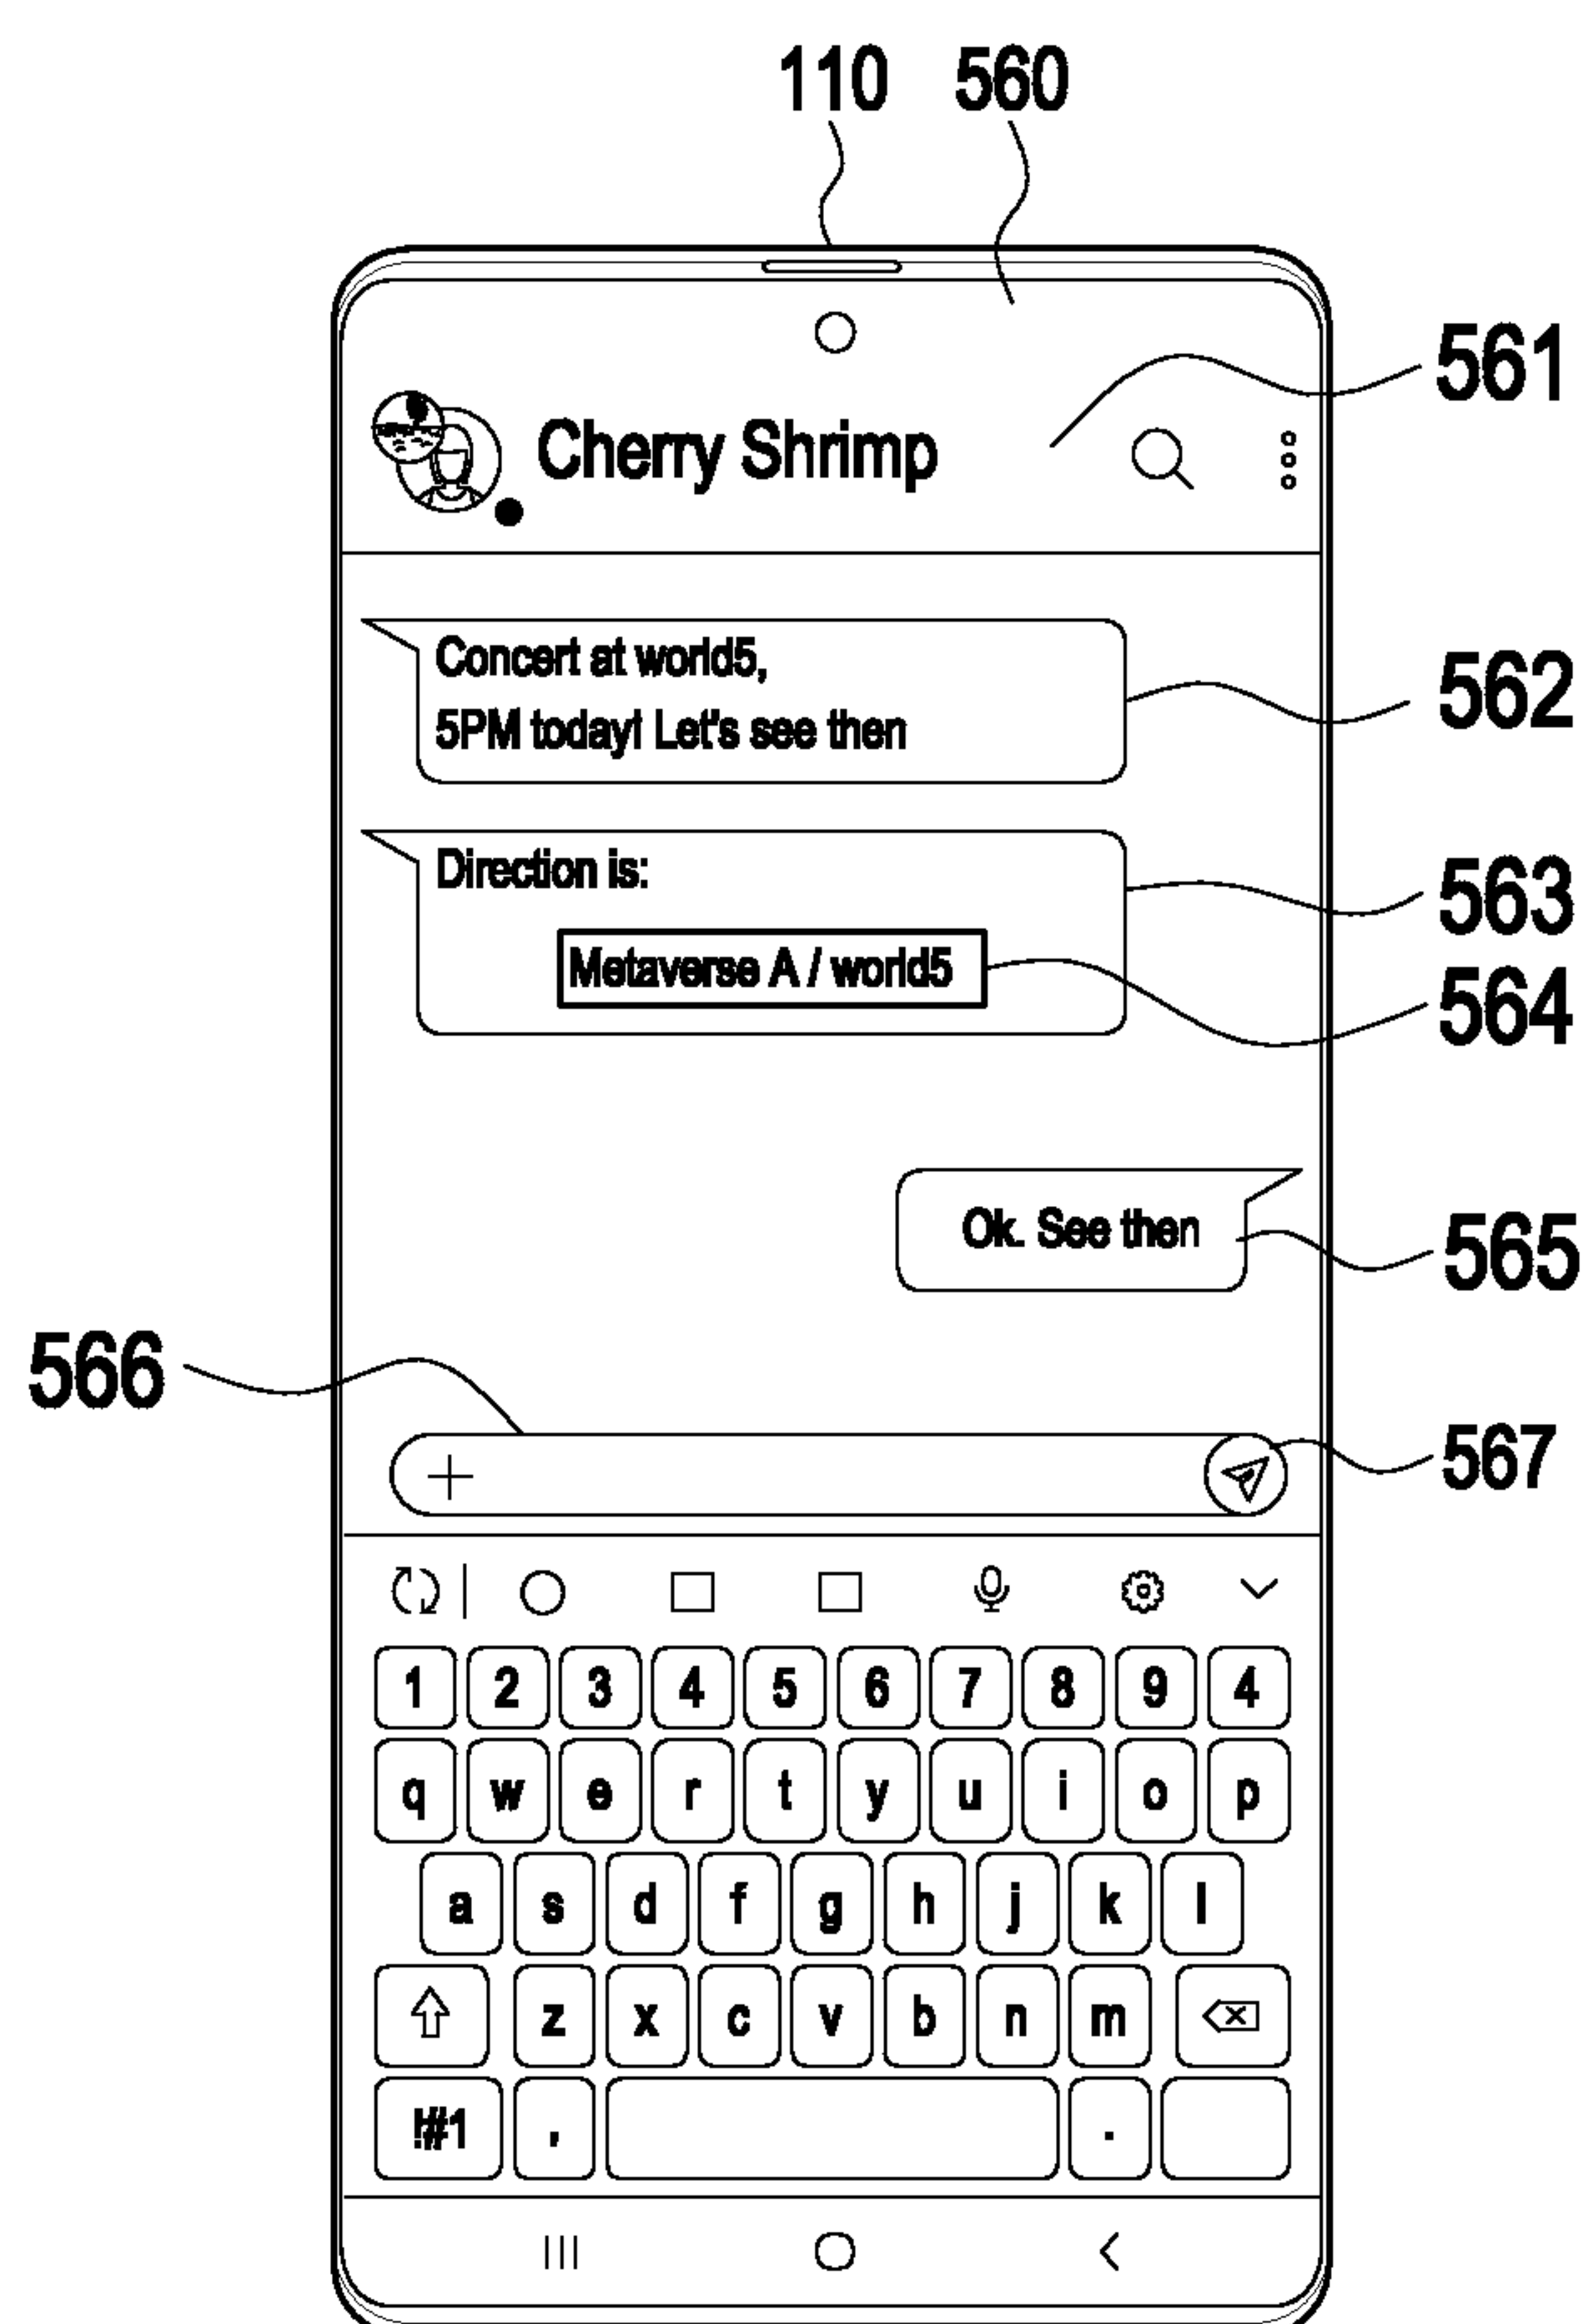 110 560
561
Cherry Shrimp
Concert at world5,
5PM today! Let's see then
562
Direction is:
563
Metaverse A / world5
564
Ok. See then
565
566
567
1 2 3 4 5 6 7 8 9 4
q w e r t y u i o p
a s d f g h j k l
z x c v b n m
!#1 , .